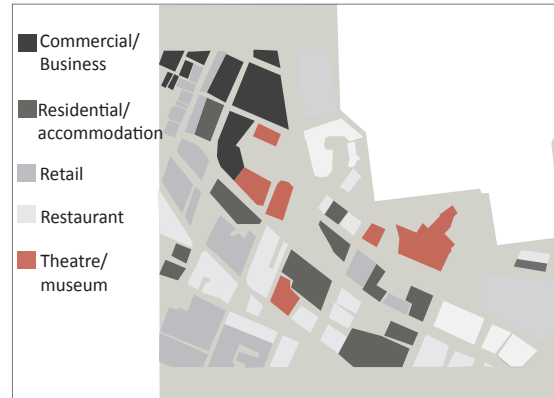 Commercial/
Business
Residential/
accommodation
Retail
Restaurant
Theatre/
museum